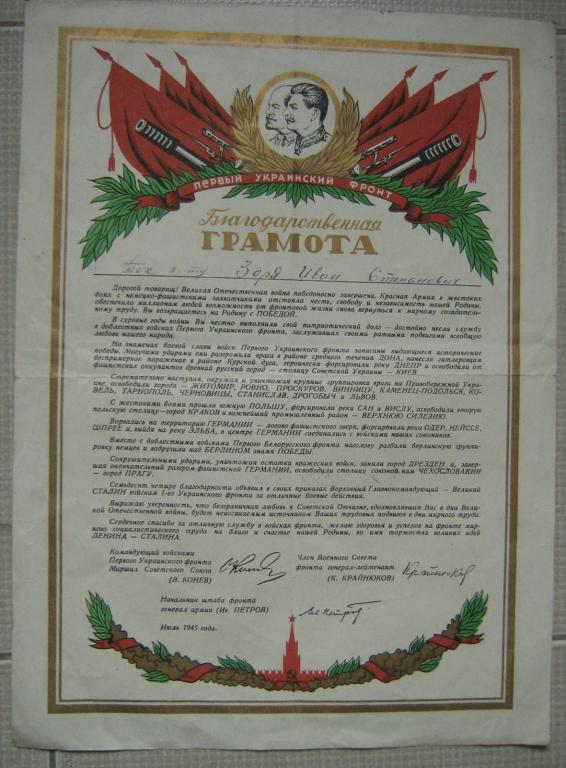 ПЕРВЫЙ УКРАИНСКИЙ ФРОНТ
Благодарственная
ГРАМОТА
Заря Иван Степанович
Дорогой товарищ! Великая Отечественная война победоносно завершена. Красная Армия в жестоких
боях с немецко-фашистскими захватчиками отстояла честь, свободу и независимость нашей Родины,
обеспечила миллионам людей возможность от фронтовой жизни снова вернуться к мирному созидатель-
ному труду. Вы возвращаетесь на Родину с ПОБЕДОЙ.
В суровые годы войны Вы честно выполнили свой патриотический долг — достойно несли службу
в доблестных войсках Первого Украинского фронта, заслуживших своими ратными подвигами всеобщую
любовь нашего народа.
На знаменах боевой славы войск Первого Украинского фронта записаны выдающиеся исторические
победы. Могучими ударами они разгромили врага в районе среднего течения ДОНА, нанесли гитлеровцам
беспримерное поражение в районе Курской дуги, героически форсировали реку ДНЕПР и освободили от
фашистских оккупатов древний русский город — столицу Советской Украины — КИЕВ.
Стремительно наступая, окружая и уничтожая крупные группировки врага на Правобережной Укра-
ине, освободили города — ЖИТОМИР, РОВНО, ПРОСКУРОВ, ВИННИЦУ, КАМЕНЕЦ-ПОДОЛЬСК, КО-
ВЕЛЬ, ТАРНОПОЛЬ, ЧЕРНОВИЦЫ, СТАНИСЛАВ, ДРОГОБЫЧ и ЛЬВОВ.
С жестокими боями прошли южную ПОЛЬШУ, форсировали реки САН и ВИСЛУ, освободили вторую
польскую столицу—город КРАКОВ и важнейший промышленный район — ВЕРХНЮЮ СИЛЕЗИЮ.
Ворвались на территорию ГЕРМАНИИ — логово фашистского зверя, форсировали реки ОДЕР, НЕЙССЕ,
ШПРЕЕ и, выйдя на реку ЭЛЬБА, в центре ГЕРМАНИИ соединились с войсками наших союзников.
Вместе с доблестными войсками Первого Белорусского фронта наголову разбили берлинскую группи-
ровку немцев и водрузили над БЕРЛИНОМ знамя ПОБЕДЫ.
Сокрушительными ударами, уничтожая остатки вражеских войск, заняли город ДРЕЗДЕН и, завер-
шая окончательный разгром фашистской ГЕРМАНИИ, освободили столицу союзной нам ЧЕХОСЛОВАКИИ
— город ПРАГУ.
Семьдесят четыре благодарности объявил в своих приказах Верховный Главнокомандующий — Великий
СТАЛИН войскам 1-го Украинского фронта за отличные боевые действия.
Выражаю уверенность, что безграничная любовь к Советской Отчизне, вдохновлявшая Вас в дни Вели-
кой Отечественной войны, будет неиссякаемым источником Ваших трудовых подвигов в дни мирного труда.
Сердечное спасибо за отличную службу в войсках фронта, желаю здоровья и успехов на фронте мир-
ного социалистического труда на благо и счастье нашей Родины, во имя торжества великих идей
ЛЕНИНА — СТАЛИНА.
Командующий войсками
Первого Украинского фронта
Маршал Советского Союза
(И. КОНЕВ)
Член Военного Совета
фронта генерал-лейтенант
(К. КРАЙНЮКОВ)
Крайнюков
Начальник штаба фронта
генерал армии (Ив. ПЕТРОВ)
Ив Петров
Июль 1945 года.